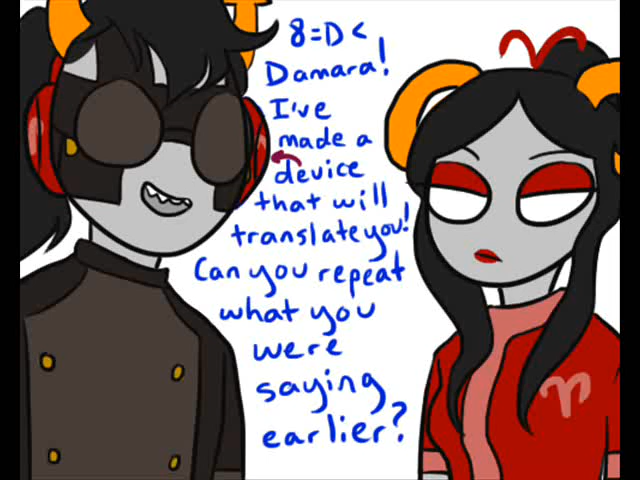 8=D<
Damara!
I've
made a
device
that will
translate you!
Can you repeat
what you
were
saying
earlier?